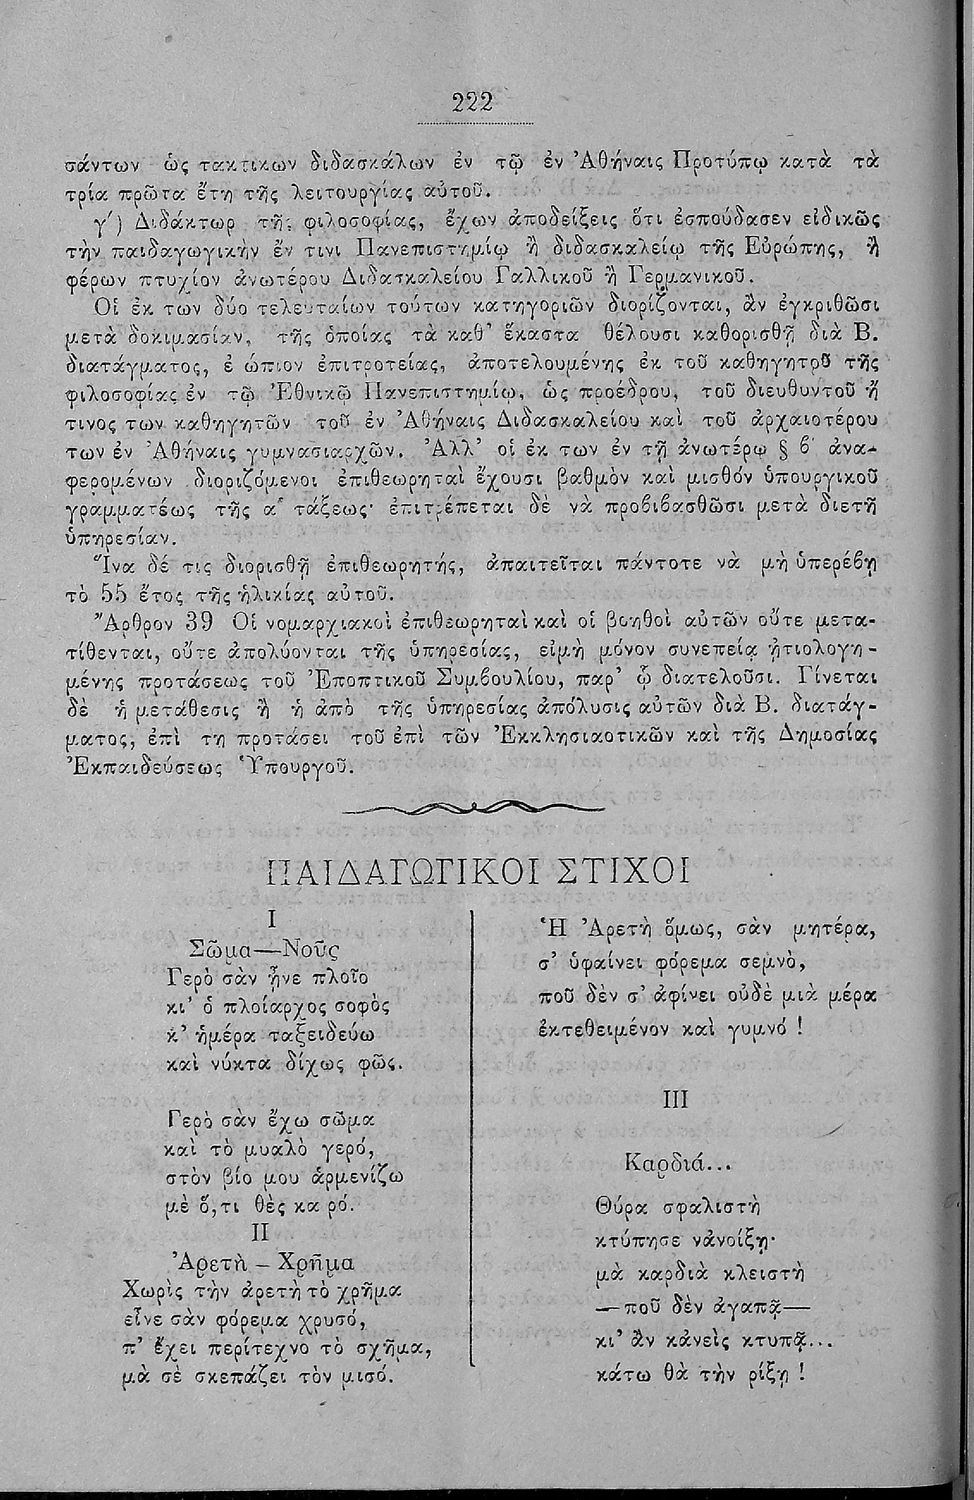 222
σάντων ὡς τακτικων διδασκάλων ἐν τῷ ἐν Ἀθήναις Προτύπῳ κατὰ τὰ
τρία πρῶτα ἔτη τῆς λειτουργίας αὐτοῦ.
γ´) Διδάκτωρ τῆς φιλοσοφίας, ἔχων ἀποδείξεις ὅτι ἐσπούδασεν εἰδικῶς
τὴν παιδαγωγικὴν ἐν τινι Πανεπιστημίῳ ἢ διδασκαλείῳ τῆς Εὐρώπης, ἢ
φέρων πτυχίον ἀνωτέρου Διδασκαλείου Γαλλικοῦ ἢ Γερμανικοῦ.
Οἱ ἐκ τῶν δύο τελευταίων τούτων κατηγοριῶν διορίζονται, ἂν ἐγκριθῶσι
μετὰ δοκιμασίαν, τῆς ὁποίας τὰ καθ' ἕκαστα θέλουσι καθορισθῇ διὰ Β.
διατάγματος, ἐ ώπιον ἐπιτροτείας, ἀποτελουμένης ἐκ τοῦ καθηγητοῦ τῆς
φιλοσοφίας ἐν τῷ Ἐθνικῷ Πανεπιστημίῳ, ὡς προέδρου, τοῦ διευθυντοῦ ἤ
τινος των καθηγητῶν τοῦ ἐν Ἀθήναις Διδασκαλείου καὶ τοῦ ἀρχαιοτέρου
των ἐν Ἀθήναις γυμνασιαρχῶν. Ἀλλ' οἱ ἐκ των ἐν τῇ ἀνωτέρῳ § β´ ἀνα-
φερομένων διοριζόμενοι ἐπιθεωρηταὶ ἔχουσι βαθμὸν καὶ μισθόν ὑπουργικοῦ
γραμματέως τῆς α´ τάξεως· ἐπιτρέπεται δὲ νὰ προβιβασθῶσι μετὰ διετῆ
ὑπηρεσίαν.
Ἵνα δέ τις διορισθῇ ἐπιθεωρητής, ἀπαιτεῖται πάντοτε νὰ μὴ ὑπερέβη
τὸ 55 ἔτος τῆς ἡλικίας αὐτοῦ.
Ἄρθρον 39 Οἱ νομαρχιακοὶ ἐπιθεωρηταὶ καὶ οἱ βοηθοὶ αὐτῶν οὔτε μετα-
τίθενται, οὔτε ἀπολύονται τῆς ὑπηρεσίας, εἰμὴ μόνον συνεπείᾳ ᾐτιολογη-
μένης προτάσεως τοῦ Ἐποπτικοῦ Συμβουλίου, παρ' ᾧ διατελοῦσι. Γίνεται
δὲ ἡ μετάθεσις ἢ ἡ ἀπὸ τῆς ὑπηρεσίας ἀπόλυσις αὐτῶν διὰ Β. διατάγ-
ματος, ἐπὶ τη προτάσει τοῦ ἐπὶ τῶν Ἐκκλησιαστικῶν καὶ τῆς Δημοσίας
Ἐκπαιδεύσεως Ὑπουργοῦ.
ΠΑΙΔΑΓΩΓΙΚΟΙ ΣΤΙΧΟΙ
I
Σῶμα—Νοῦς
Γερὸ σὰν ἦνε πλοῖο
κι' ὁ πλοίαρχος σοφὸς
κ' ἡμέρα ταξειδεύω
καὶ νύκτα δίχως φῶς.
Γερὸ σὰν ἔχω σῶμα
καὶ τὸ μυαλὸ γερό,
στὸν βίο μου ἀρμενίζω
μὲ ὅ,τι θὲς κα ρό.
II
Ἀρετὴ – Χρῆμα
Χωρὶς τὴν ἀρετὴ τὸ χρῆμα
εἶνε σὰν φόρεμα χρυσό,
π' ἔχει περίτεχνο τὸ σχῆμα,
μὰ σὲ σκεπάζει τὸν μισό.
Ἡ Ἀρετὴ ὅμως, σὰν μητέρα,
σ' ὑφαίνει φόρεμα σεμνὸ,
ποῦ δὲν σ' ἀφίνει οὐδὲ μιὰ μέρα
ἐκτεθειμένον καὶ γυμνό !
III
Καρδιά...
Θύρα σφαλιστὴ
κτύπησε νἀνοίξῃ·
μὰ καρδιὰ κλειστὴ
—ποῦ δὲν ἀγαπᾷ—
κι' ἂν κάνεὶς κτυπᾷ...
κάτω θὰ τὴν ρίξῃ !